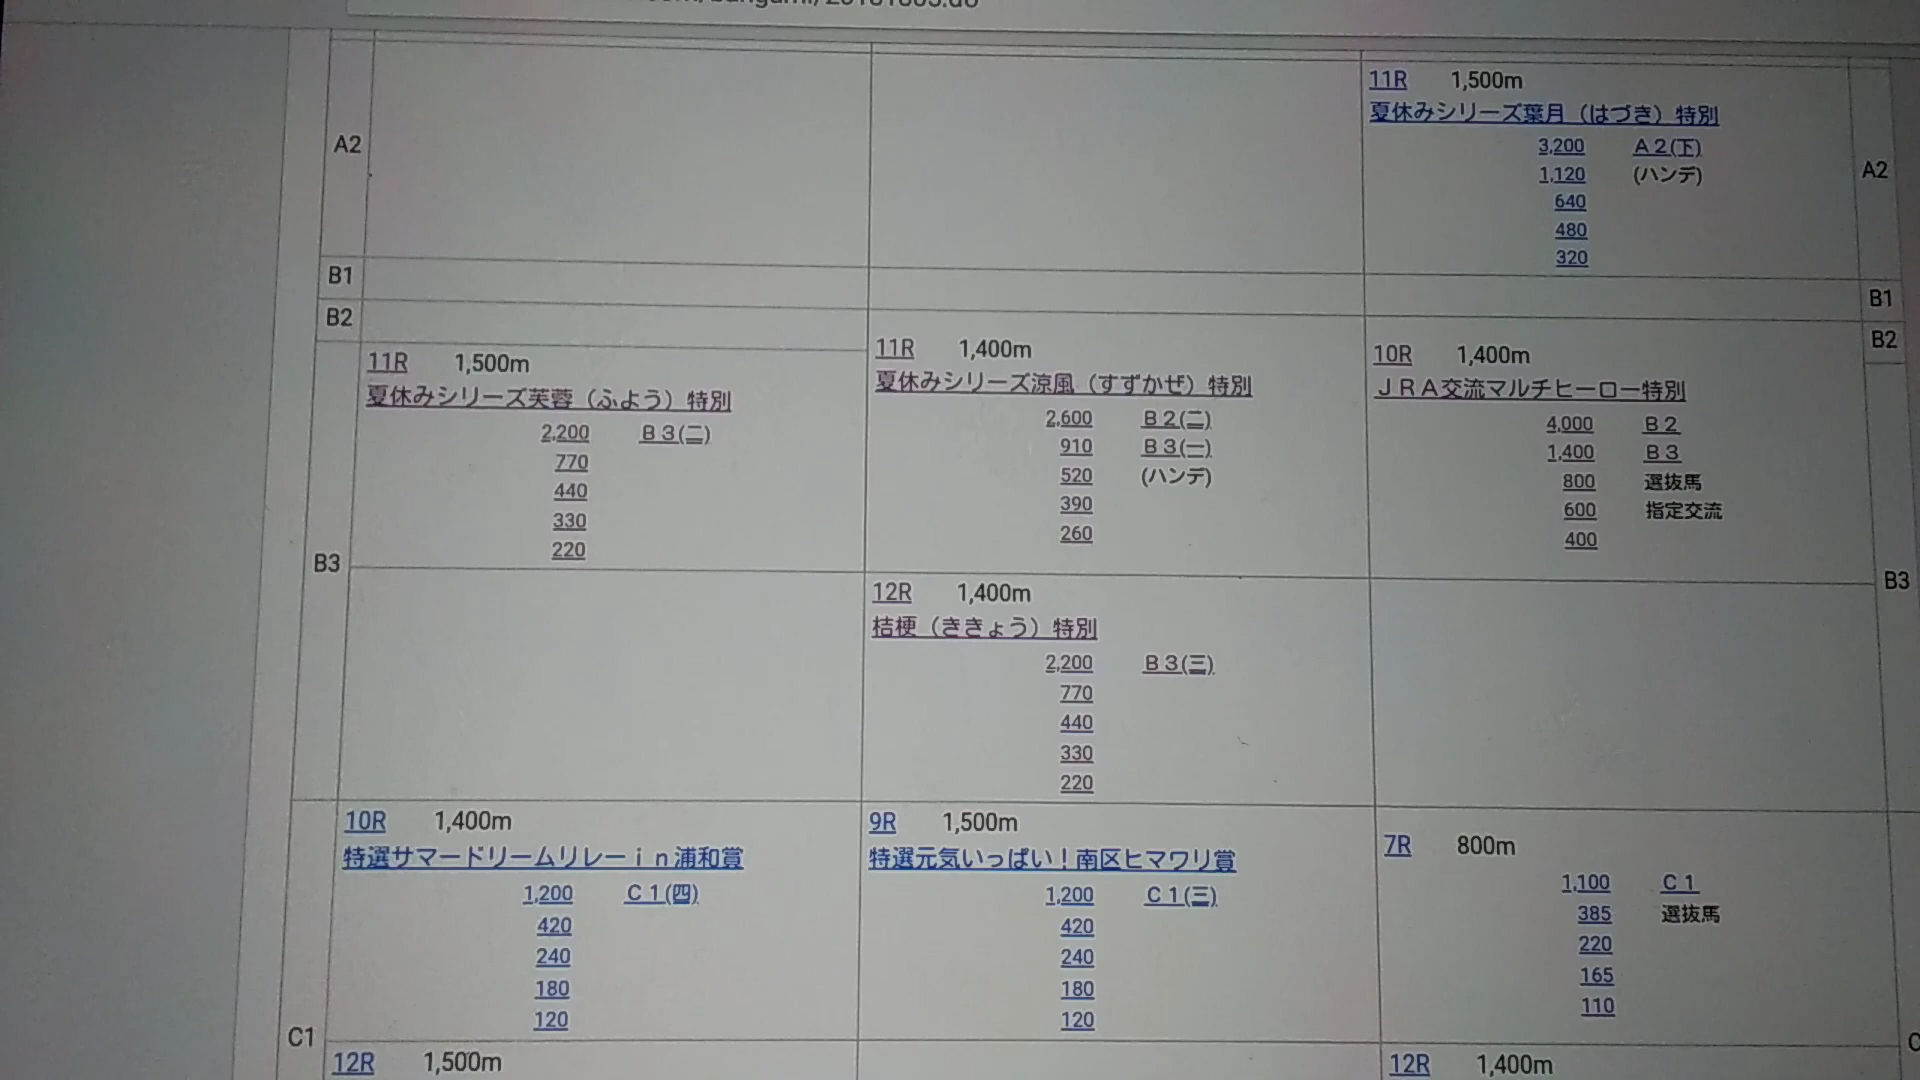 11R 1,500m
夏休みシリーズ葉月（はづき）特別
3,200 Ａ２(下)
1,120 (ハンデ)
640
480
320
A2
A2
B1
B1
B2
B2
11R 1,500m
夏休みシリーズ芙蓉（ふよう）特別
2,200 Ｂ３(二)
770
440
330
220
11R 1,400m
夏休みシリーズ涼風（すずかぜ）特別
2,600 Ｂ２(二)
910 Ｂ３(一)
520 (ハンデ)
390
260
10R 1,400m
ＪＲＡ交流マルチヒーロー特別
4,000 Ｂ２
1,400 Ｂ３
800 選抜馬
600 指定交流
400
B3
B3
12R 1,400m
桔梗（ききょう）特別
2,200 Ｂ３(三)
770
440
330
220
10R 1,400m
特選サマードリームリレーｉｎ浦和賞
1,200 Ｃ１(四)
420
240
180
120
9R 1,500m
特選元気いっぱい！南区ヒマワリ賞
1,200 Ｃ１(三)
420
240
180
120
7R 800m
1,100 Ｃ１
385 選抜馬
220
165
110
C1
12R 1,500m
12R 1,400m